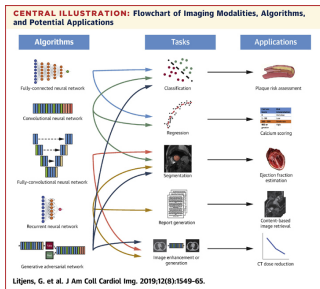 CENTRAL ILLUSTRATION: Flowchart of Imaging Modalities, Algorithms,
and Potential Applications
Algorithms
Tasks
Applications
Fully-connected neural network
Classification
Plaque risk assessment
Convolutional neural network
Regression
Calcium scoring
Fully-convolutional neural network
Segmentation
Ejection fraction
estimation
Recurrent neural network
Report generation
Content-based
image retrieval
Generative adversarial network
Image enhancement or
generation
CT dose reduction
Litjens, G. et al. J Am Coll Cardiol Img. 2019;12(8):1549-65.